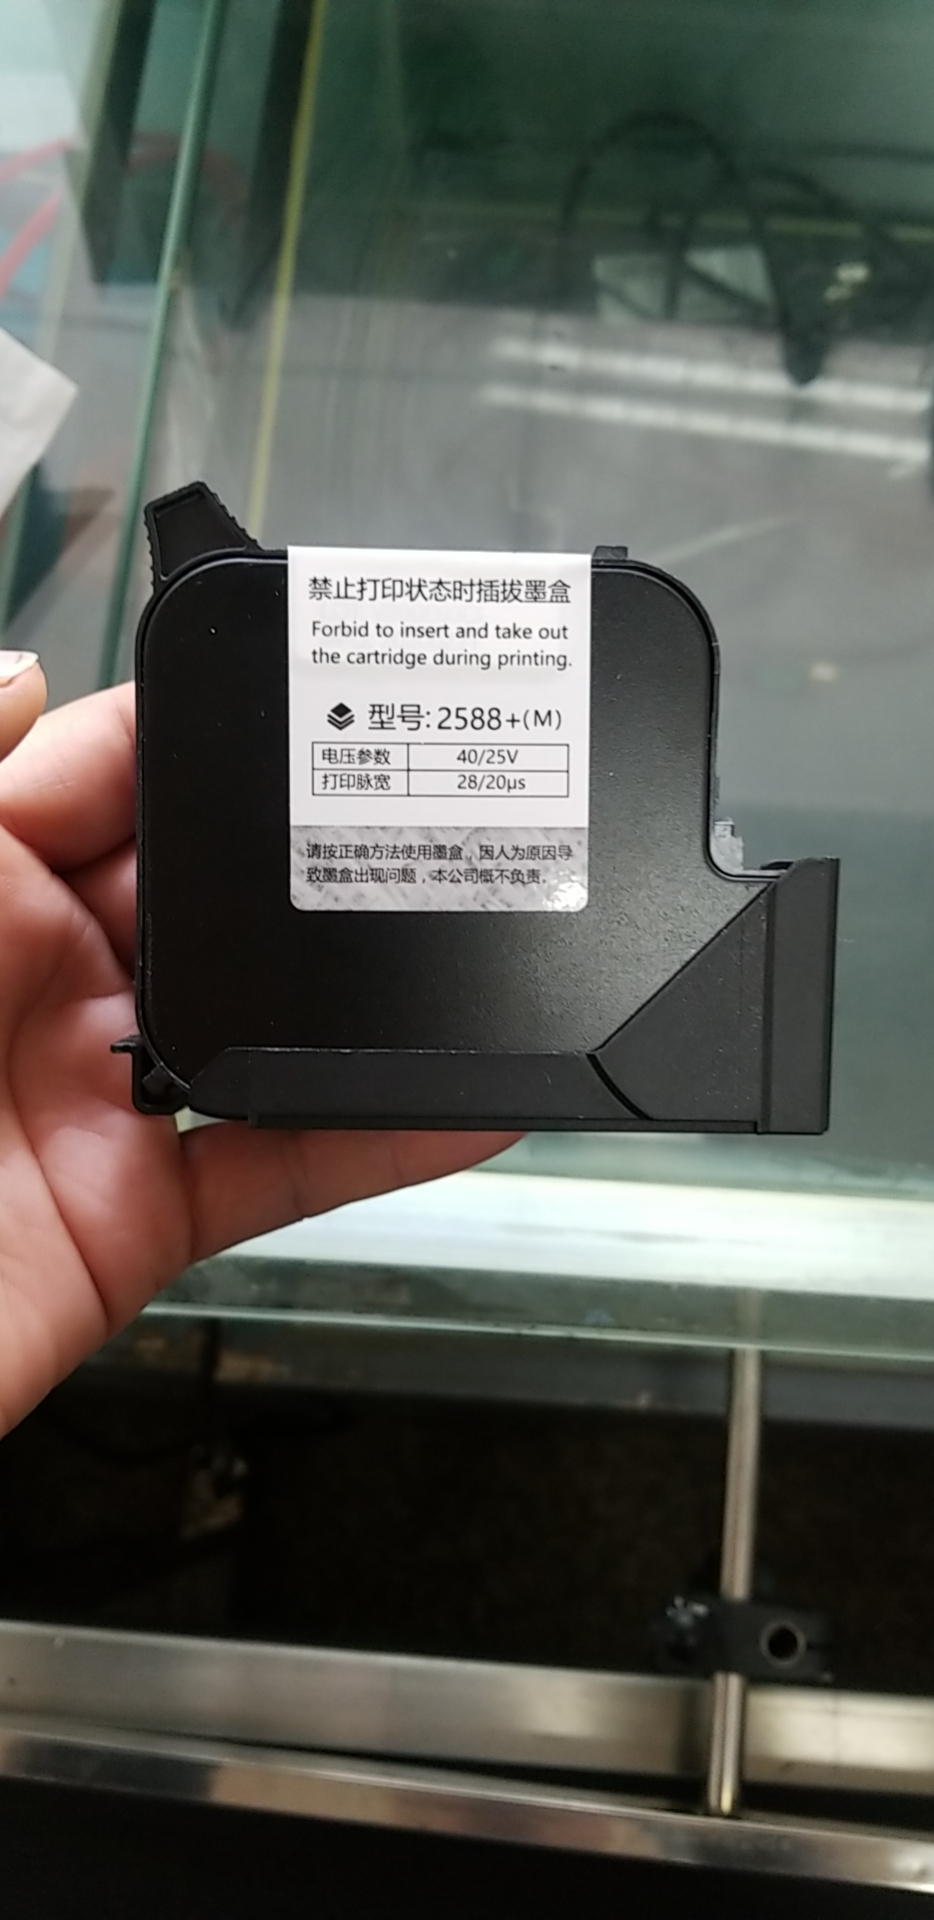 禁止打印状态时插拔墨盒
Forbid to insert and take out
the cartridge during printing.
型号: 2588+(M)
电压参数 40/25V
打印脉宽 28/20μs
请按正确方法使用墨盒，因人为原因导
致墨盒出现问题，本公司概不负责。